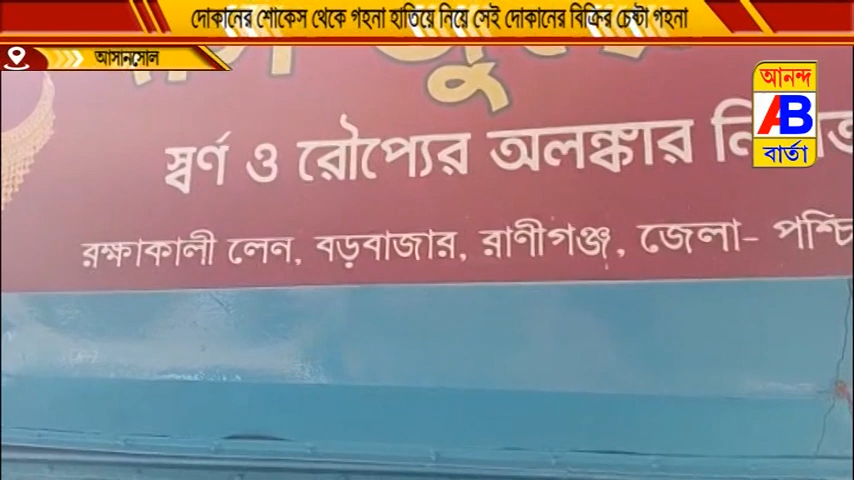 দোকানের শোকেস থেকে গহনা হাতিয়ে নিয়ে সেই দোকানের বিক্রির চেষ্টা গহনা
আসানসোল
আনন্দ
AB
বার্তা
স্বর্ণ ও রৌপ্যের অলঙ্কার
রক্ষাকালী লেন, বড়বাজার, রাণীগঞ্জ, জেলা- পশ্চি